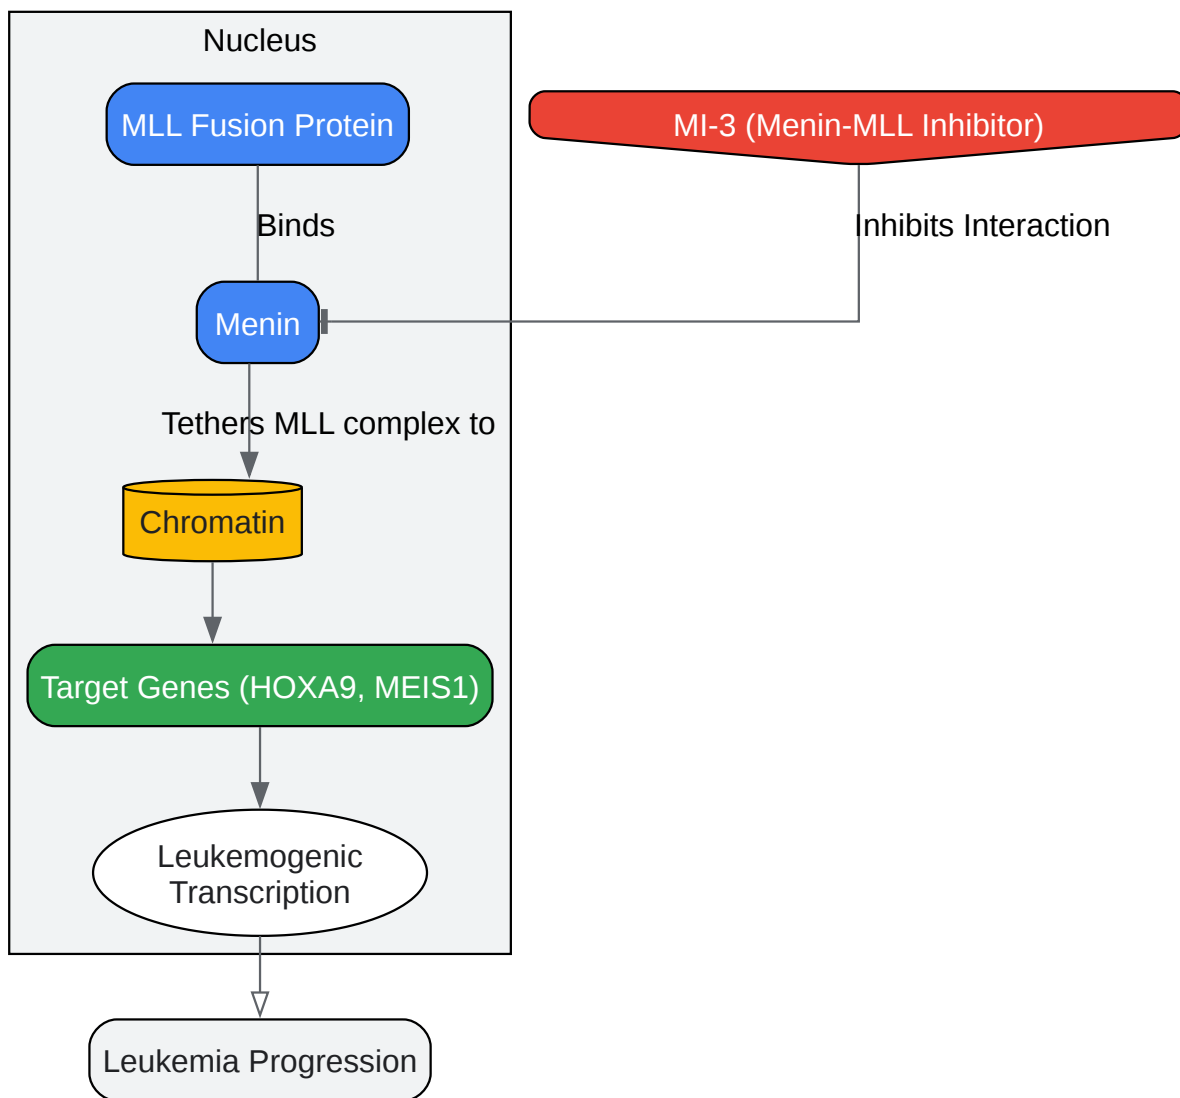 Nucleus
MLL Fusion Protein
MI-3 (Menin-MLL Inhibitor)
Binds
Inhibits Interaction
Menin
Tethers MLL complex to
Chromatin
Target Genes (HOXA9, MEIS1)
Leukemogenic
Transcription
Leukemia Progression